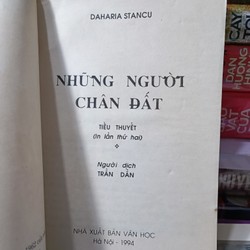 DAHARIA STANCU
NHỮNG NGƯỜI
CHÂN ĐẤT
TIỂU THUYẾT
(In lần thứ hai)
Người dịch
TRẦN DẦN
NHÀ XUẤT BẢN VĂN HỌC
Hà Nội - 1994
CỦA